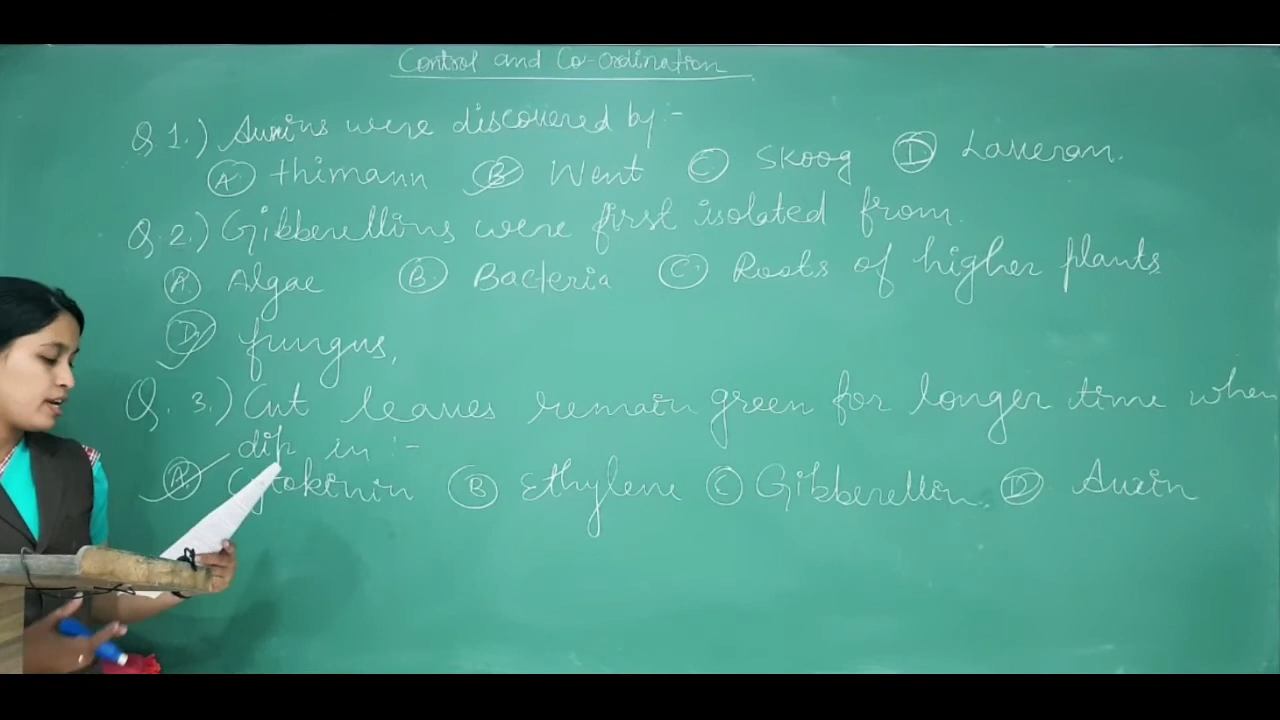 Control and Co-ordination
Q 1.) Auxins were discovered by :-
A. thimann B Went C Skoog D Laveran.
Q. 2.) Gibberellins were first isolated from.
A. Algae B Bacteria C. Roots of higher plants
D. fungus,
Q. 3.) Cut leaves remain green for longer time when
dip in :-
A Cytokinin B Ethylene C Gibberellin. D Auxin